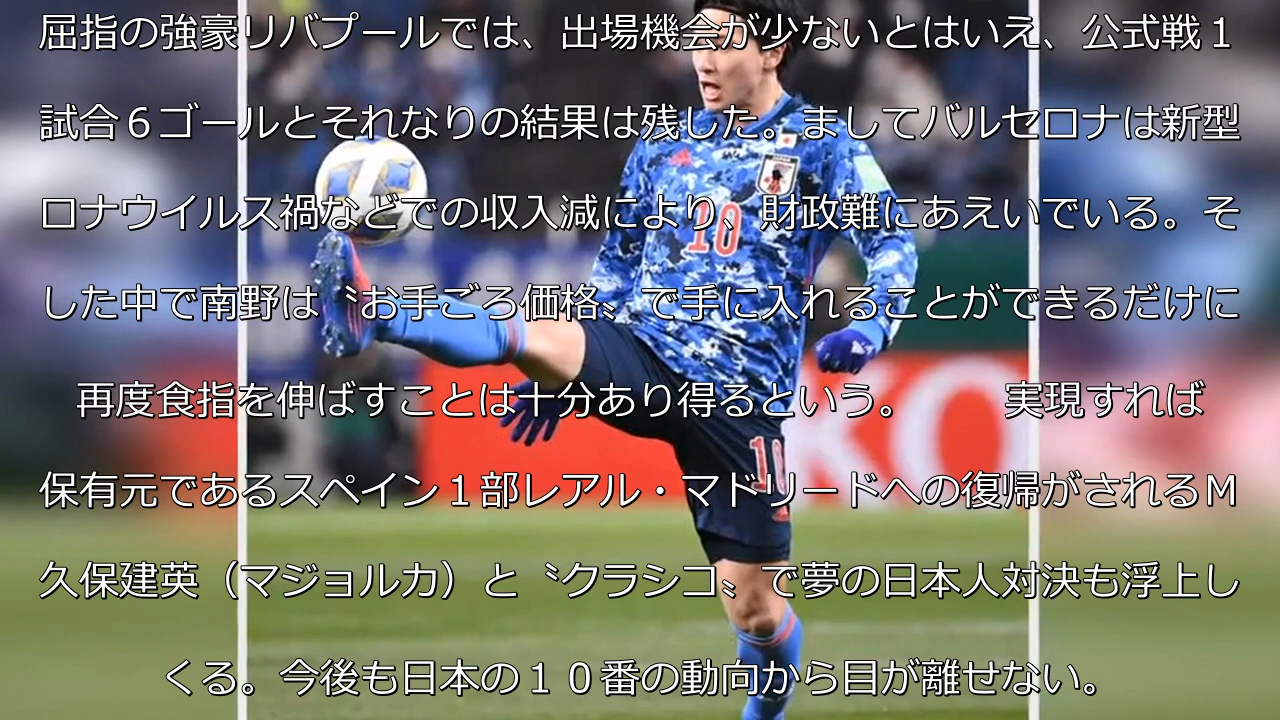 屈指の強豪リバプールでは、出場機会が少ないとはいえ、公式戦１
試合６ゴールとそれなりの結果は残した。ましてバルセロナは新型
ロナウイルス禍などでの収入減により、財政難にあえいでいる。そ
した中で南野は〝お手ごろ価格〟で手に入れることができるだけに
再度食指を伸ばすことは十分あり得るという。　　実現すれば
保有元であるスペイン１部レアル・マドリードへの復帰がされるＭ
久保建英（マジョルカ）と〝クラシコ〟で夢の日本人対決も浮上し
くる。今後も日本の１０番の動向から目が離せない。
JAPAN
10
10
KO